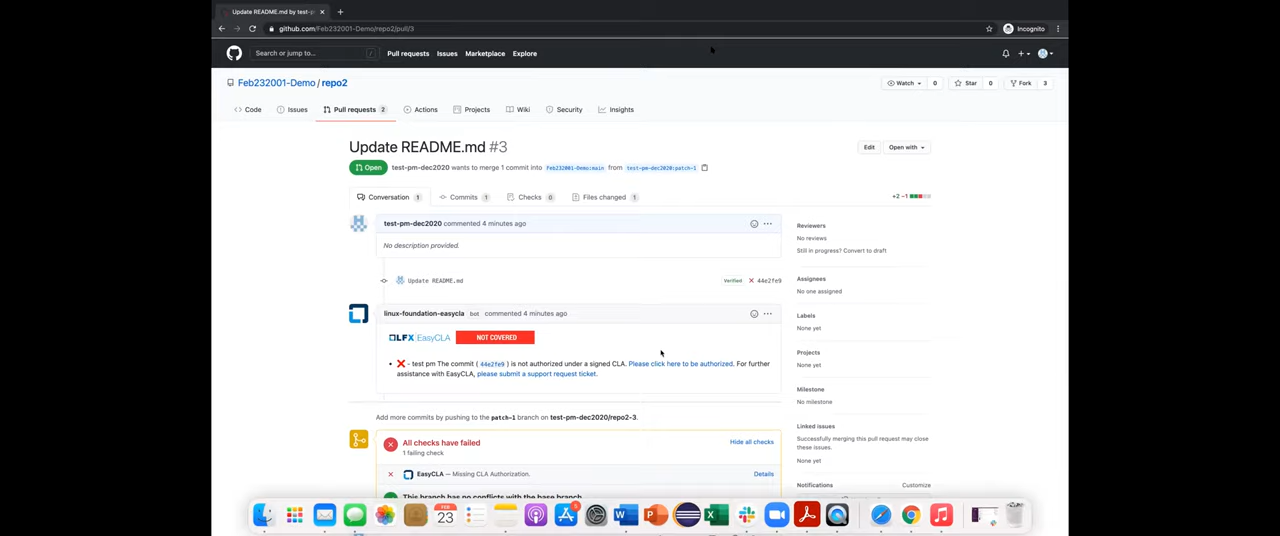 Update README.md by test-p
github.com/Feb232001-Demo/repo2/pull/3
Incognito
Search or jump to...
/
Pull requests
Issues
Marketplace
Explore
Feb232001-Demo / repo2
Watch 0
Star 0
Fork 3
Code
Issues
Pull requests 2
Actions
Projects
Wiki
Security
Insights
Update README.md #3
Edit
Open with
Open
test-pm-dec2020 wants to merge 1 commit into Feb232001-Demo:main from test-pm-dec2020:patch-1
Conversation 1
Commits 1
Checks 0
Files changed 1
+2 −1
test-pm-dec2020 commented 4 minutes ago
No description provided.
Update README.md
Verified
44e2fe9
linux-foundation-easycla bot commented 4 minutes ago
LFX EasyCLA
NOT COVERED
- test pm The commit ( 44e2fe9 ) is not authorized under a signed CLA. Please click here to be authorized. For further
assistance with EasyCLA, please submit a support request ticket.
Add more commits by pushing to the patch-1 branch on test-pm-dec2020/repo2-3.
All checks have failed
1 failing check
Hide all checks
EasyCLA — Missing CLA Authorization.
Details
This branch has no conflicts with the base branch
Reviewers
No reviews
Still in progress? Convert to draft
Assignees
No one assigned
Labels
None yet
Projects
None yet
Milestone
No milestone
Linked issues
Successfully merging this pull request may close
these issues.
None yet
Notifications
Customize
FEB
23